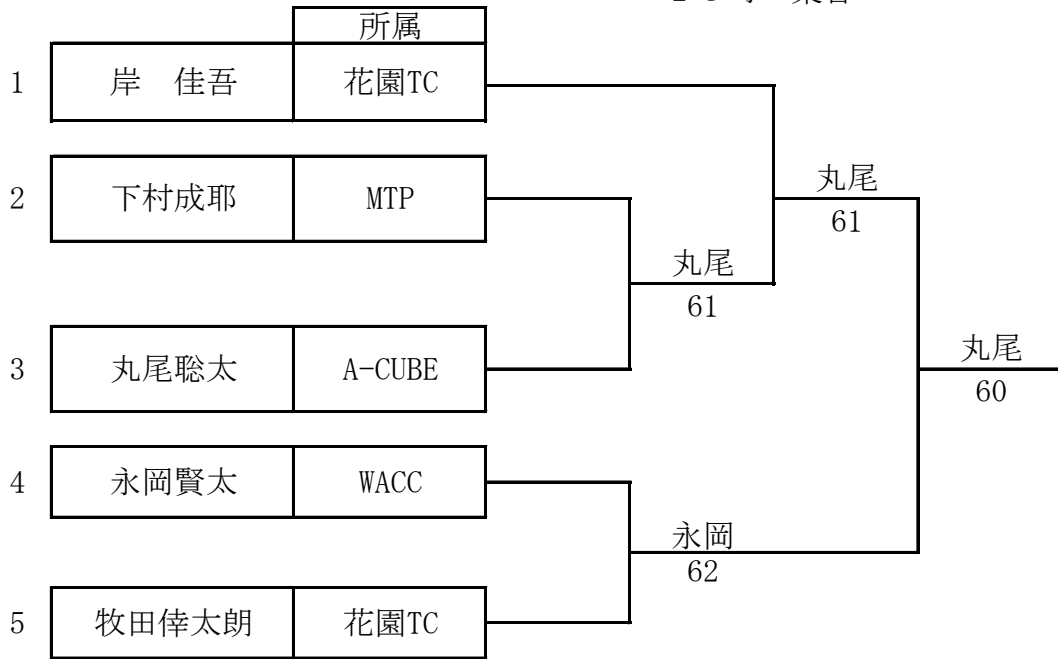 所属
1 岸 佳吾 花園TC
2 下村成耶 MTP
丸尾
61
丸尾
61
3 丸尾聡太 A-CUBE
丸尾
60
4 永岡賢太 WACC
永岡
62
5 牧田倖太朗 花園TC